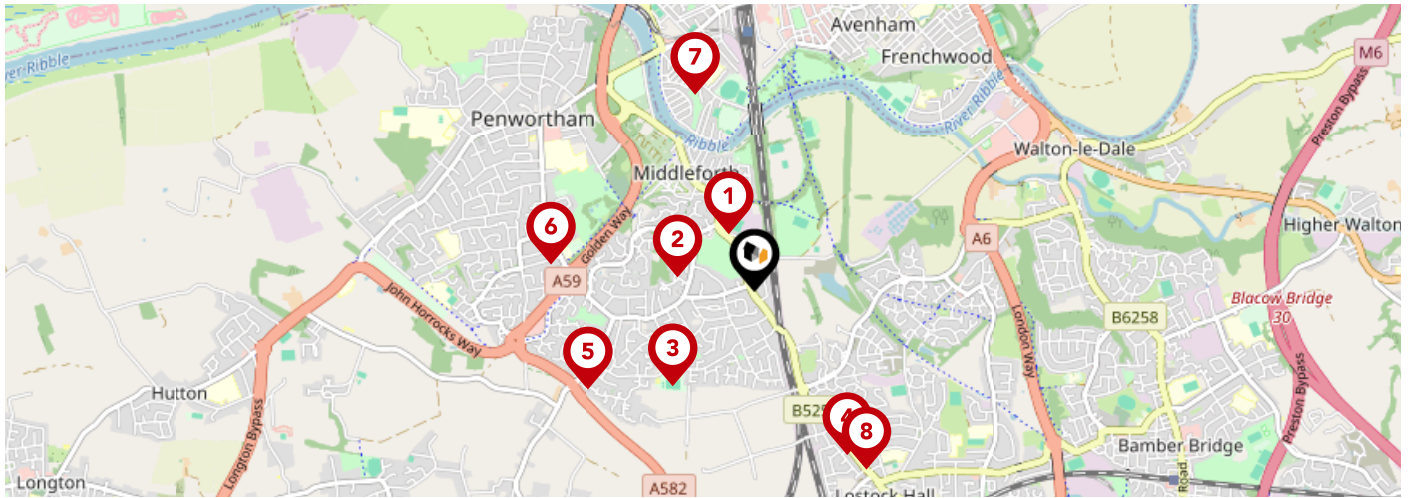 Avenham
Frenchwood
M6
Preston Bypass
7
River Ribble
Penwortham
Ribble
River Ribble
Walton-le-Dale
Middleforth
1
Higher Walton
6
2
Golden Way
A6
A59
John Horrocks Way
Blacow Bridge
30
B6258
London Way
5
3
Hutton
Preston Bypass
4
8
Longton Bypass
Bamber Bridge
Road
Longton
A582
Lostock Hall